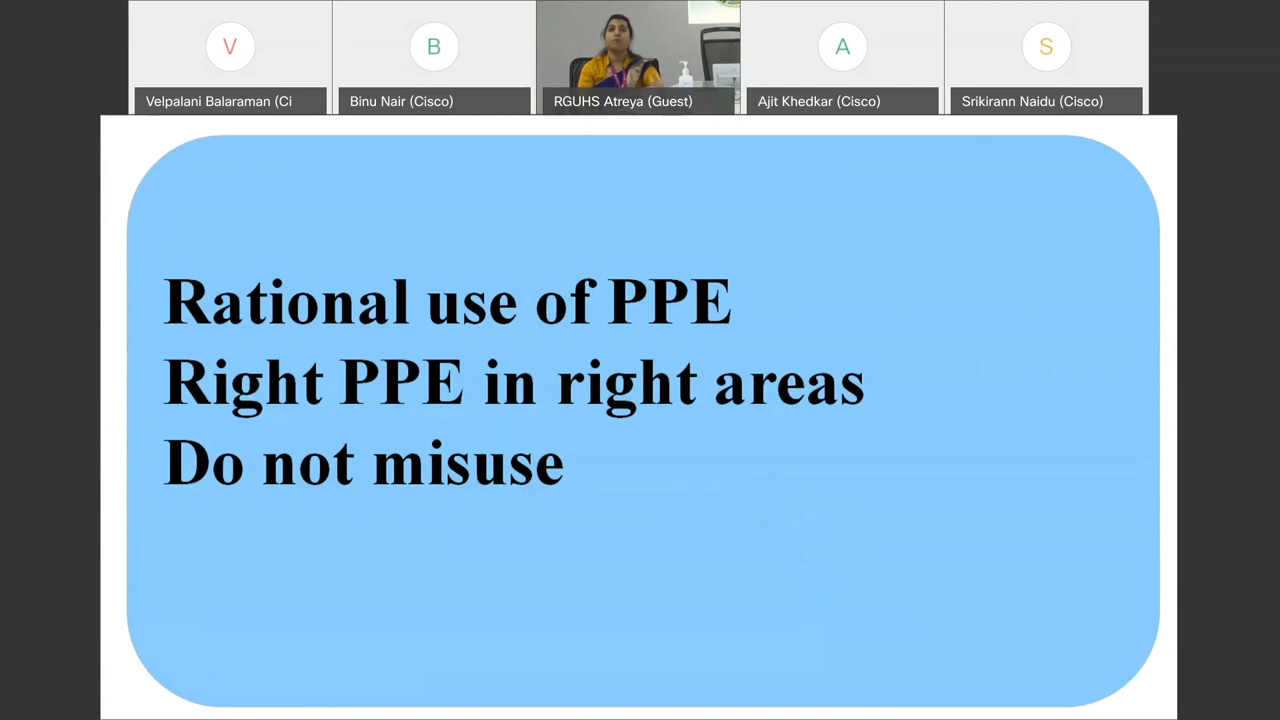 V
B
A
S
Velpalani Balaraman (Ci
Binu Nair (Cisco)
RGUHS Atreya (Guest)
Ajit Khedkar (Cisco)
Srikirann Naidu (Cisco)
Rational use of PPE
Right PPE in right areas
Do not misuse